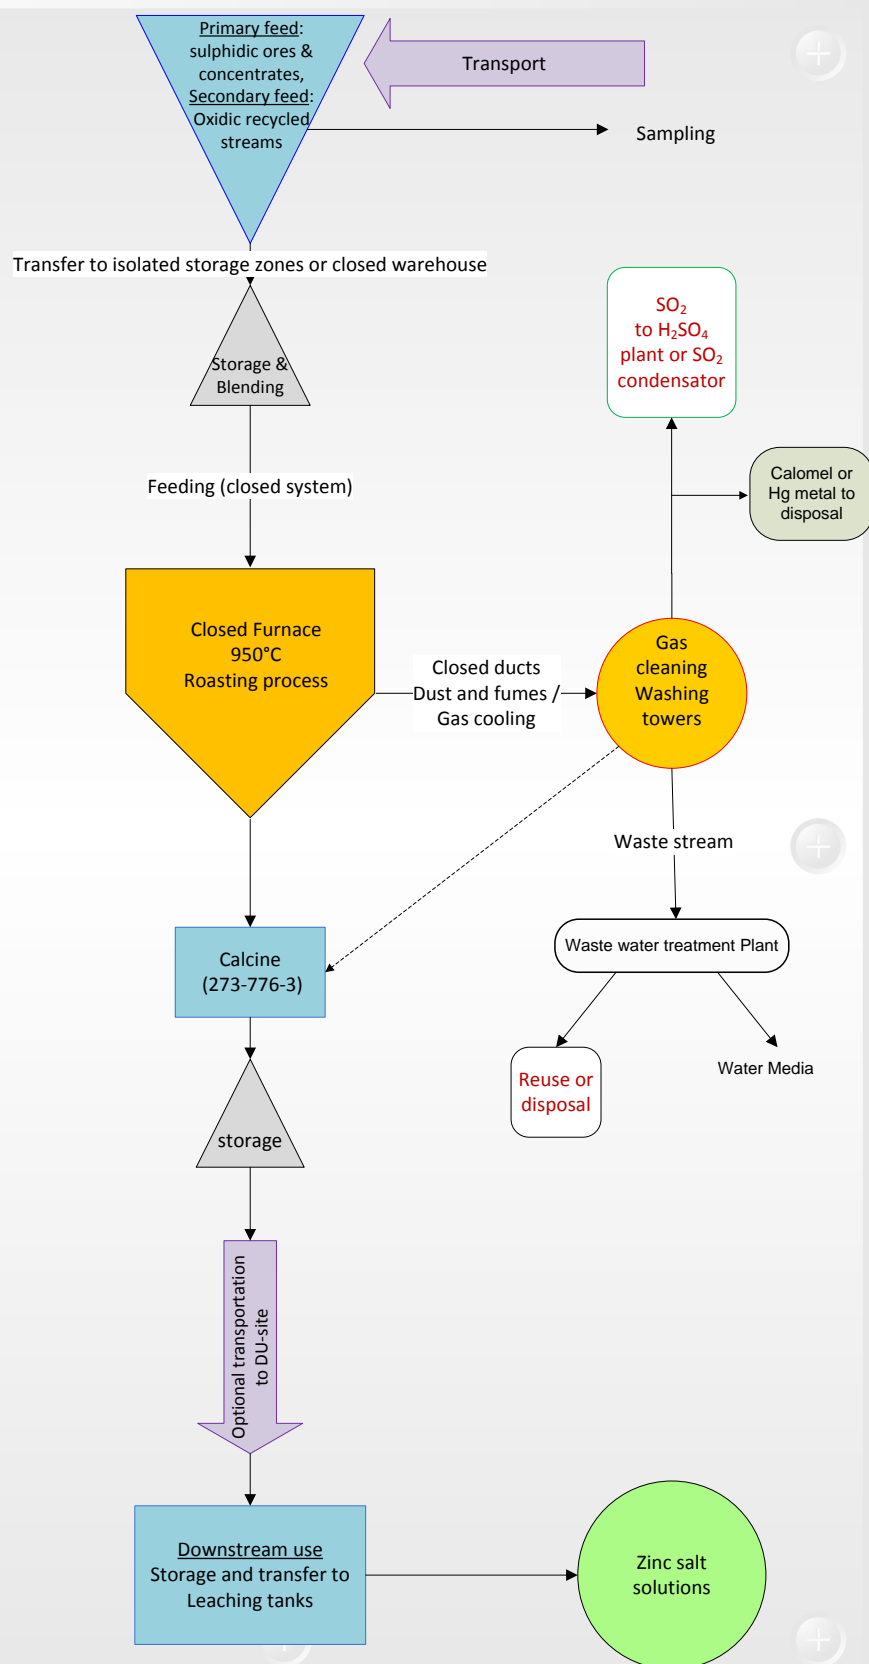 Primary feed:
sulphidic ores &
concentrates,
Secondary feed:
Oxidic recycled
streams
Transport
Sampling
Transfer to isolated storage zones or closed warehouse
Storage &
Blending
SO₂
to H₂SO₄
plant or SO₂
condensator
Calomel or
Hg metal to
disposal
Feeding (closed system)
Closed Furnace
950°C
Roasting process
Closed ducts
Dust and fumes /
Gas cooling
Gas
cleaning
Washing
towers
Waste stream
Waste water treatment Plant
Calcine
(273-776-3)
Reuse or
disposal
Water Media
storage
Optional transportation
to DU-site
Downstream use
Storage and transfer to
Leaching tanks
Zinc salt
solutions